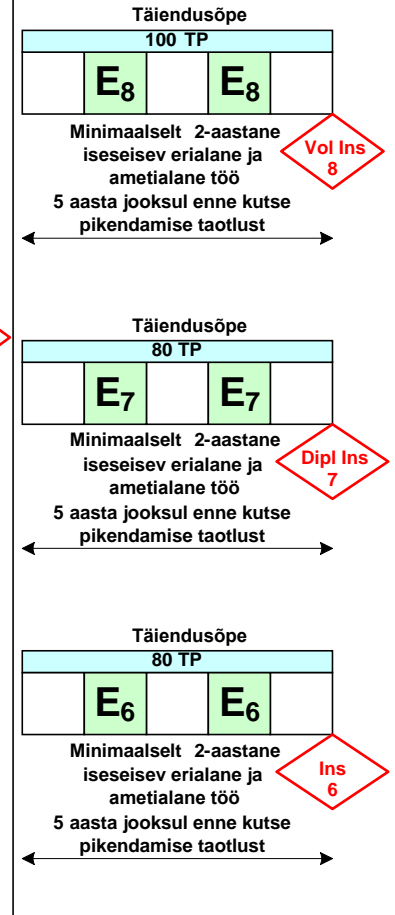 Täiendusõpe
100 TP
E8 E8
Minimaalselt 2-aastane
iseseisev erialane ja
ametialane töö
5 aasta jooksul enne kutse
pikendamise taotlust
Vol Ins
8
Täiendusõpe
80 TP
E7 E7
Minimaalselt 2-aastane
iseseisev erialane ja
ametialane töö
5 aasta jooksul enne kutse
pikendamise taotlust
Dipl Ins
7
Täiendusõpe
80 TP
E6 E6
Minimaalselt 2-aastane
iseseisev erialane ja
ametialane töö
5 aasta jooksul enne kutse
pikendamise taotlust
Ins
6